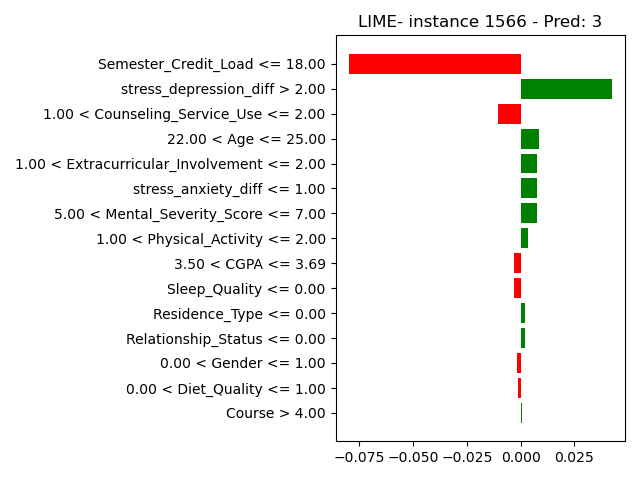 LIME- instance 1566 - Pred: 3
Semester_Credit_Load <= 18.00
stress_depression_diff > 2.00
1.00 < Counseling_Service_Use <= 2.00
22.00 < Age <= 25.00
1.00 < Extracurricular_Involvement <= 2.00
stress_anxiety_diff <= 1.00
5.00 < Mental_Severity_Score <= 7.00
1.00 < Physical_Activity <= 2.00
3.50 < CGPA <= 3.69
Sleep_Quality <= 0.00
Residence_Type <= 0.00
Relationship_Status <= 0.00
0.00 < Gender <= 1.00
0.00 < Diet_Quality <= 1.00
Course > 4.00
−0.075 −0.050 −0.025 0.000 0.025